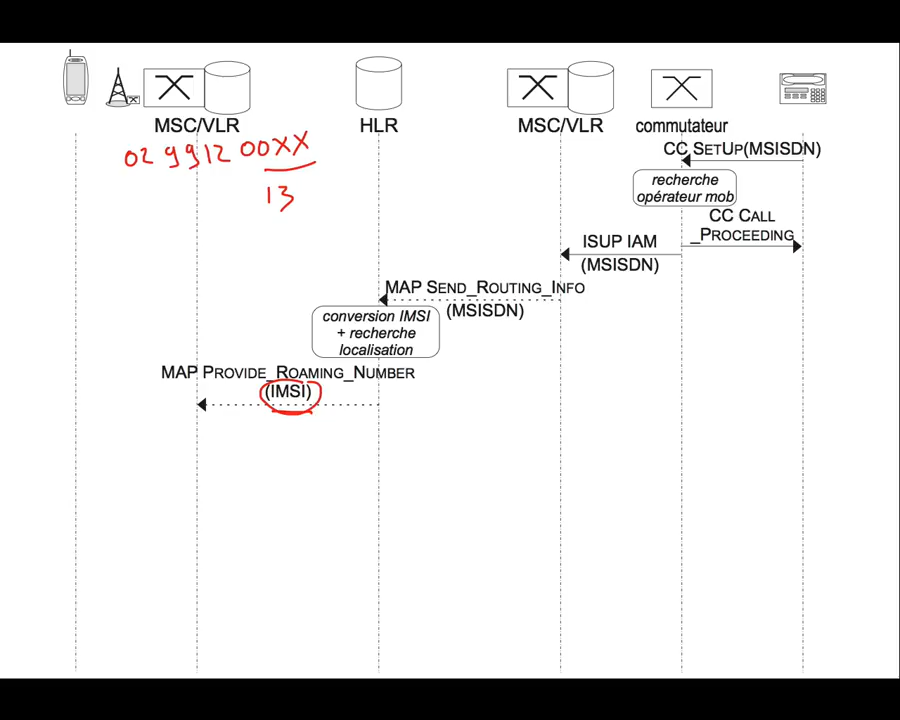 MSC/VLR
HLR
MSC/VLR
commutateur
02 99 12 00XX
13
CC SETUP(MSISDN)
recherche
opérateur mob
CC CALL
_PROCEEDING
ISUP IAM
(MSISDN)
MAP SEND_ROUTING_INFO
(MSISDN)
conversion IMSI
+ recherche
localisation
MAP PROVIDE_ROAMING_NUMBER
(IMSI)